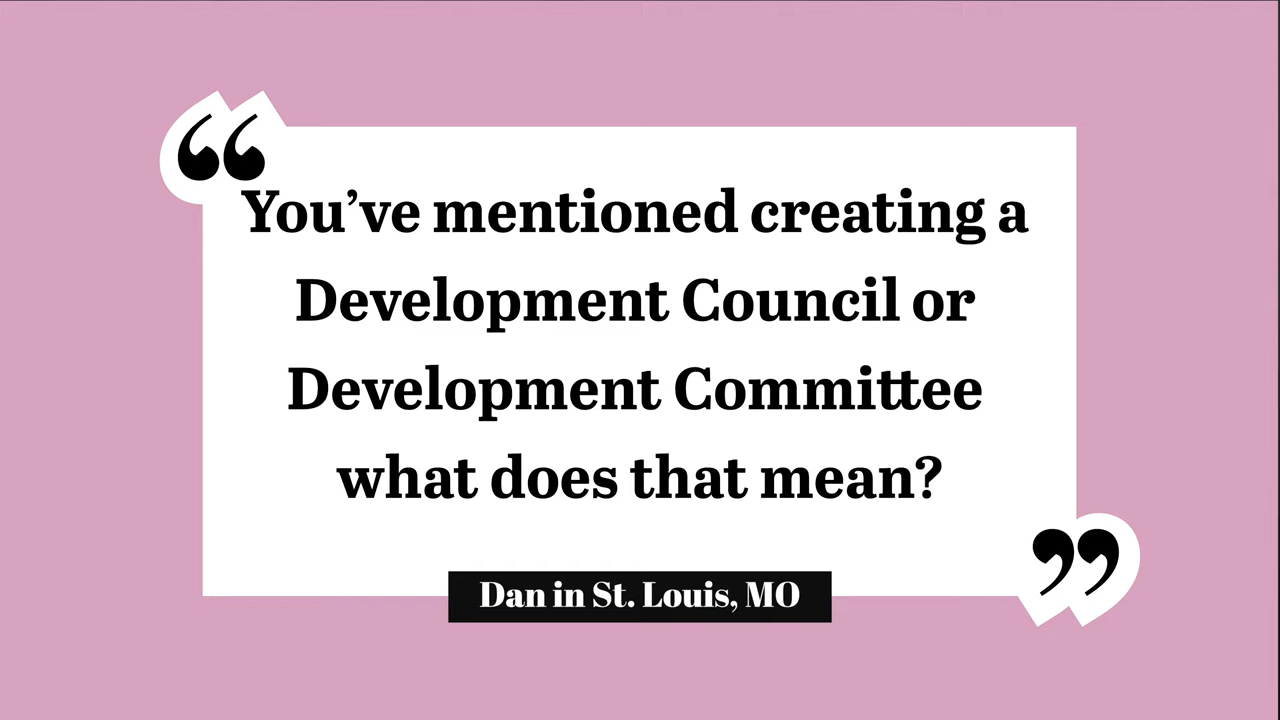 “You’ve mentioned creating a
Development Council or
Development Committee
what does that mean?”
Dan in St. Louis, MO